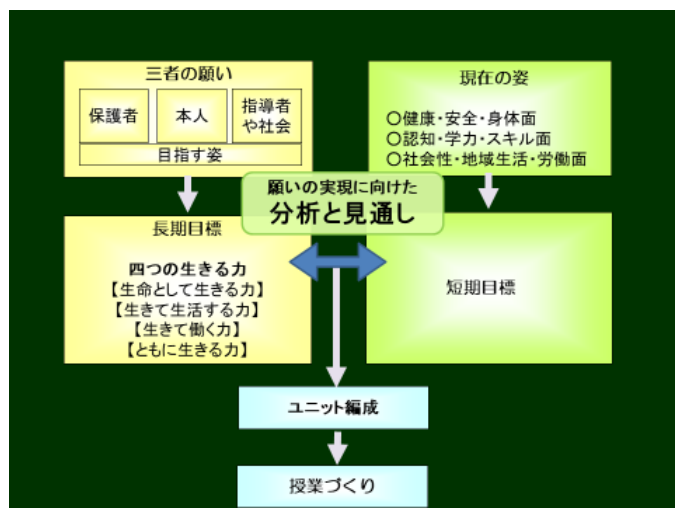 三者の願い
保護者
本人
指導者
や社会
目指す姿
現在の姿
○健康・安全・身体面
○認知・学力・スキル面
○社会性・地域生活・労働面
願いの実現に向けた
分析と見通し
長期目標
四つの生きる力
【生命として生きる力】
【生きて生活する力】
【生きて働く力】
【ともに生きる力】
短期目標
ユニット編成
授業づくり